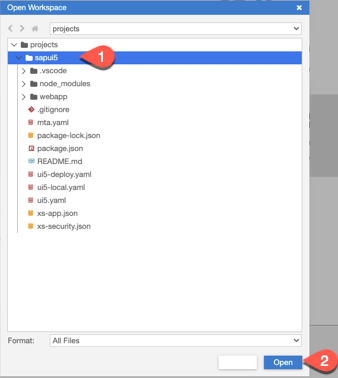 Open Workspace
projects
projects
sapui5
1
.vscode
node_modules
webapp
.gitignore
mta.yaml
package-lock.json
package.json
README.md
ui5-deploy.yaml
ui5-local.yaml
ui5.yaml
xs-app.json
xs-security.json
Format:
All Files
Open
2